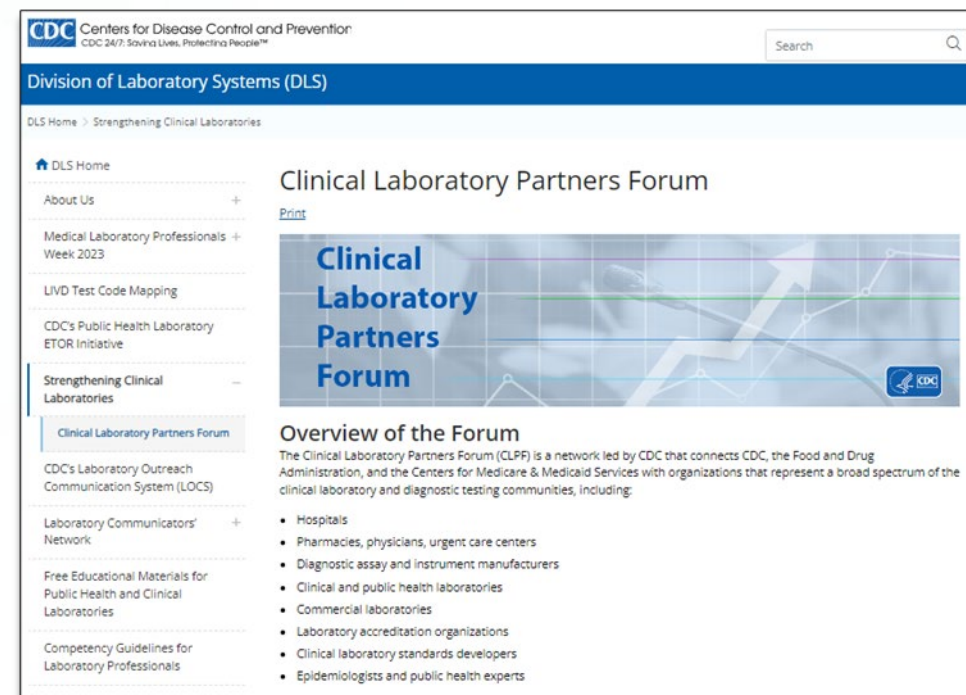 CDC Centers for Disease Control and Prevention
CDC 24/7: Saving Lives, Protecting People™
Search
Division of Laboratory Systems (DLS)
DLS Home > Strengthening Clinical Laboratories
DLS Home
About Us +
Medical Laboratory Professionals +
Week 2023
LIVD Test Code Mapping
CDC's Public Health Laboratory
ETOR Initiative
Strengthening Clinical −
Laboratories
Clinical Laboratory Partners Forum
CDC's Laboratory Outreach
Communication System (LOCS)
Laboratory Communicators' +
Network
Free Educational Materials for
Public Health and Clinical
Laboratories
Competency Guidelines for
Laboratory Professionals
Clinical Laboratory Partners Forum
Print
Clinical
Laboratory
Partners
Forum
CDC
Overview of the Forum
The Clinical Laboratory Partners Forum (CLPF) is a network led by CDC that connects CDC, the Food and Drug
Administration, and the Centers for Medicare & Medicaid Services with organizations that represent a broad spectrum of the
clinical laboratory and diagnostic testing communities, including:
• Hospitals
• Pharmacies, physicians, urgent care centers
• Diagnostic assay and instrument manufacturers
• Clinical and public health laboratories
• Commercial laboratories
• Laboratory accreditation organizations
• Clinical laboratory standards developers
• Epidemiologists and public health experts